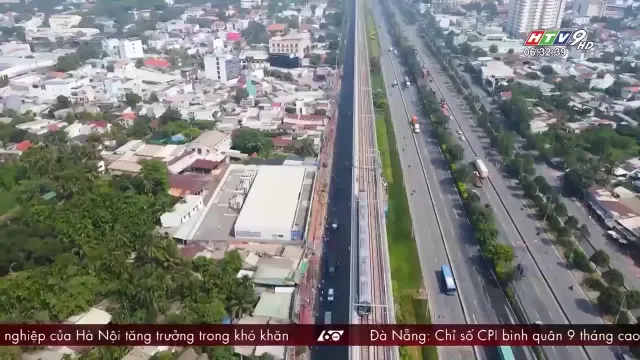 HTV9 HD
06:32:39
nghiệp của Hà Nội tăng trưởng trong khó khăn
Đà Nẵng: Chỉ số CPI bình quân 9 tháng cao